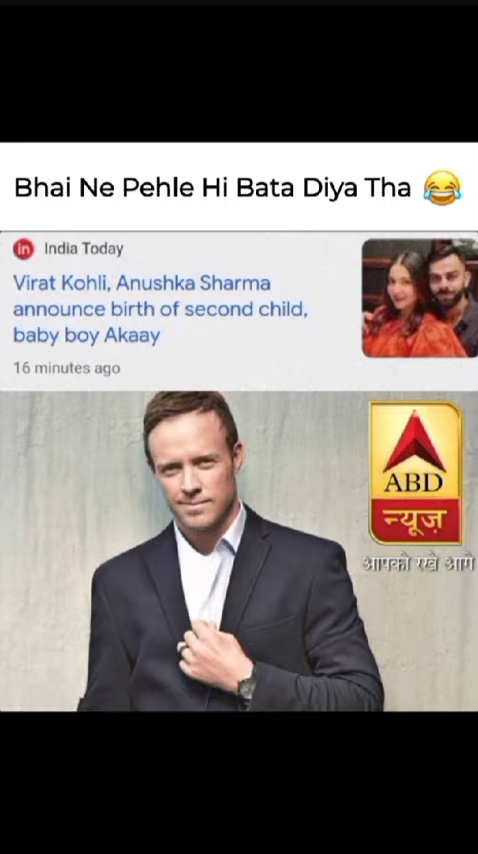 Bhai Ne Pehle Hi Bata Diya Tha 😂
in India Today
Virat Kohli, Anushka Sharma
announce birth of second child,
baby boy Akaay
16 minutes ago
ABD
न्यूज़
आपको रखे आगे